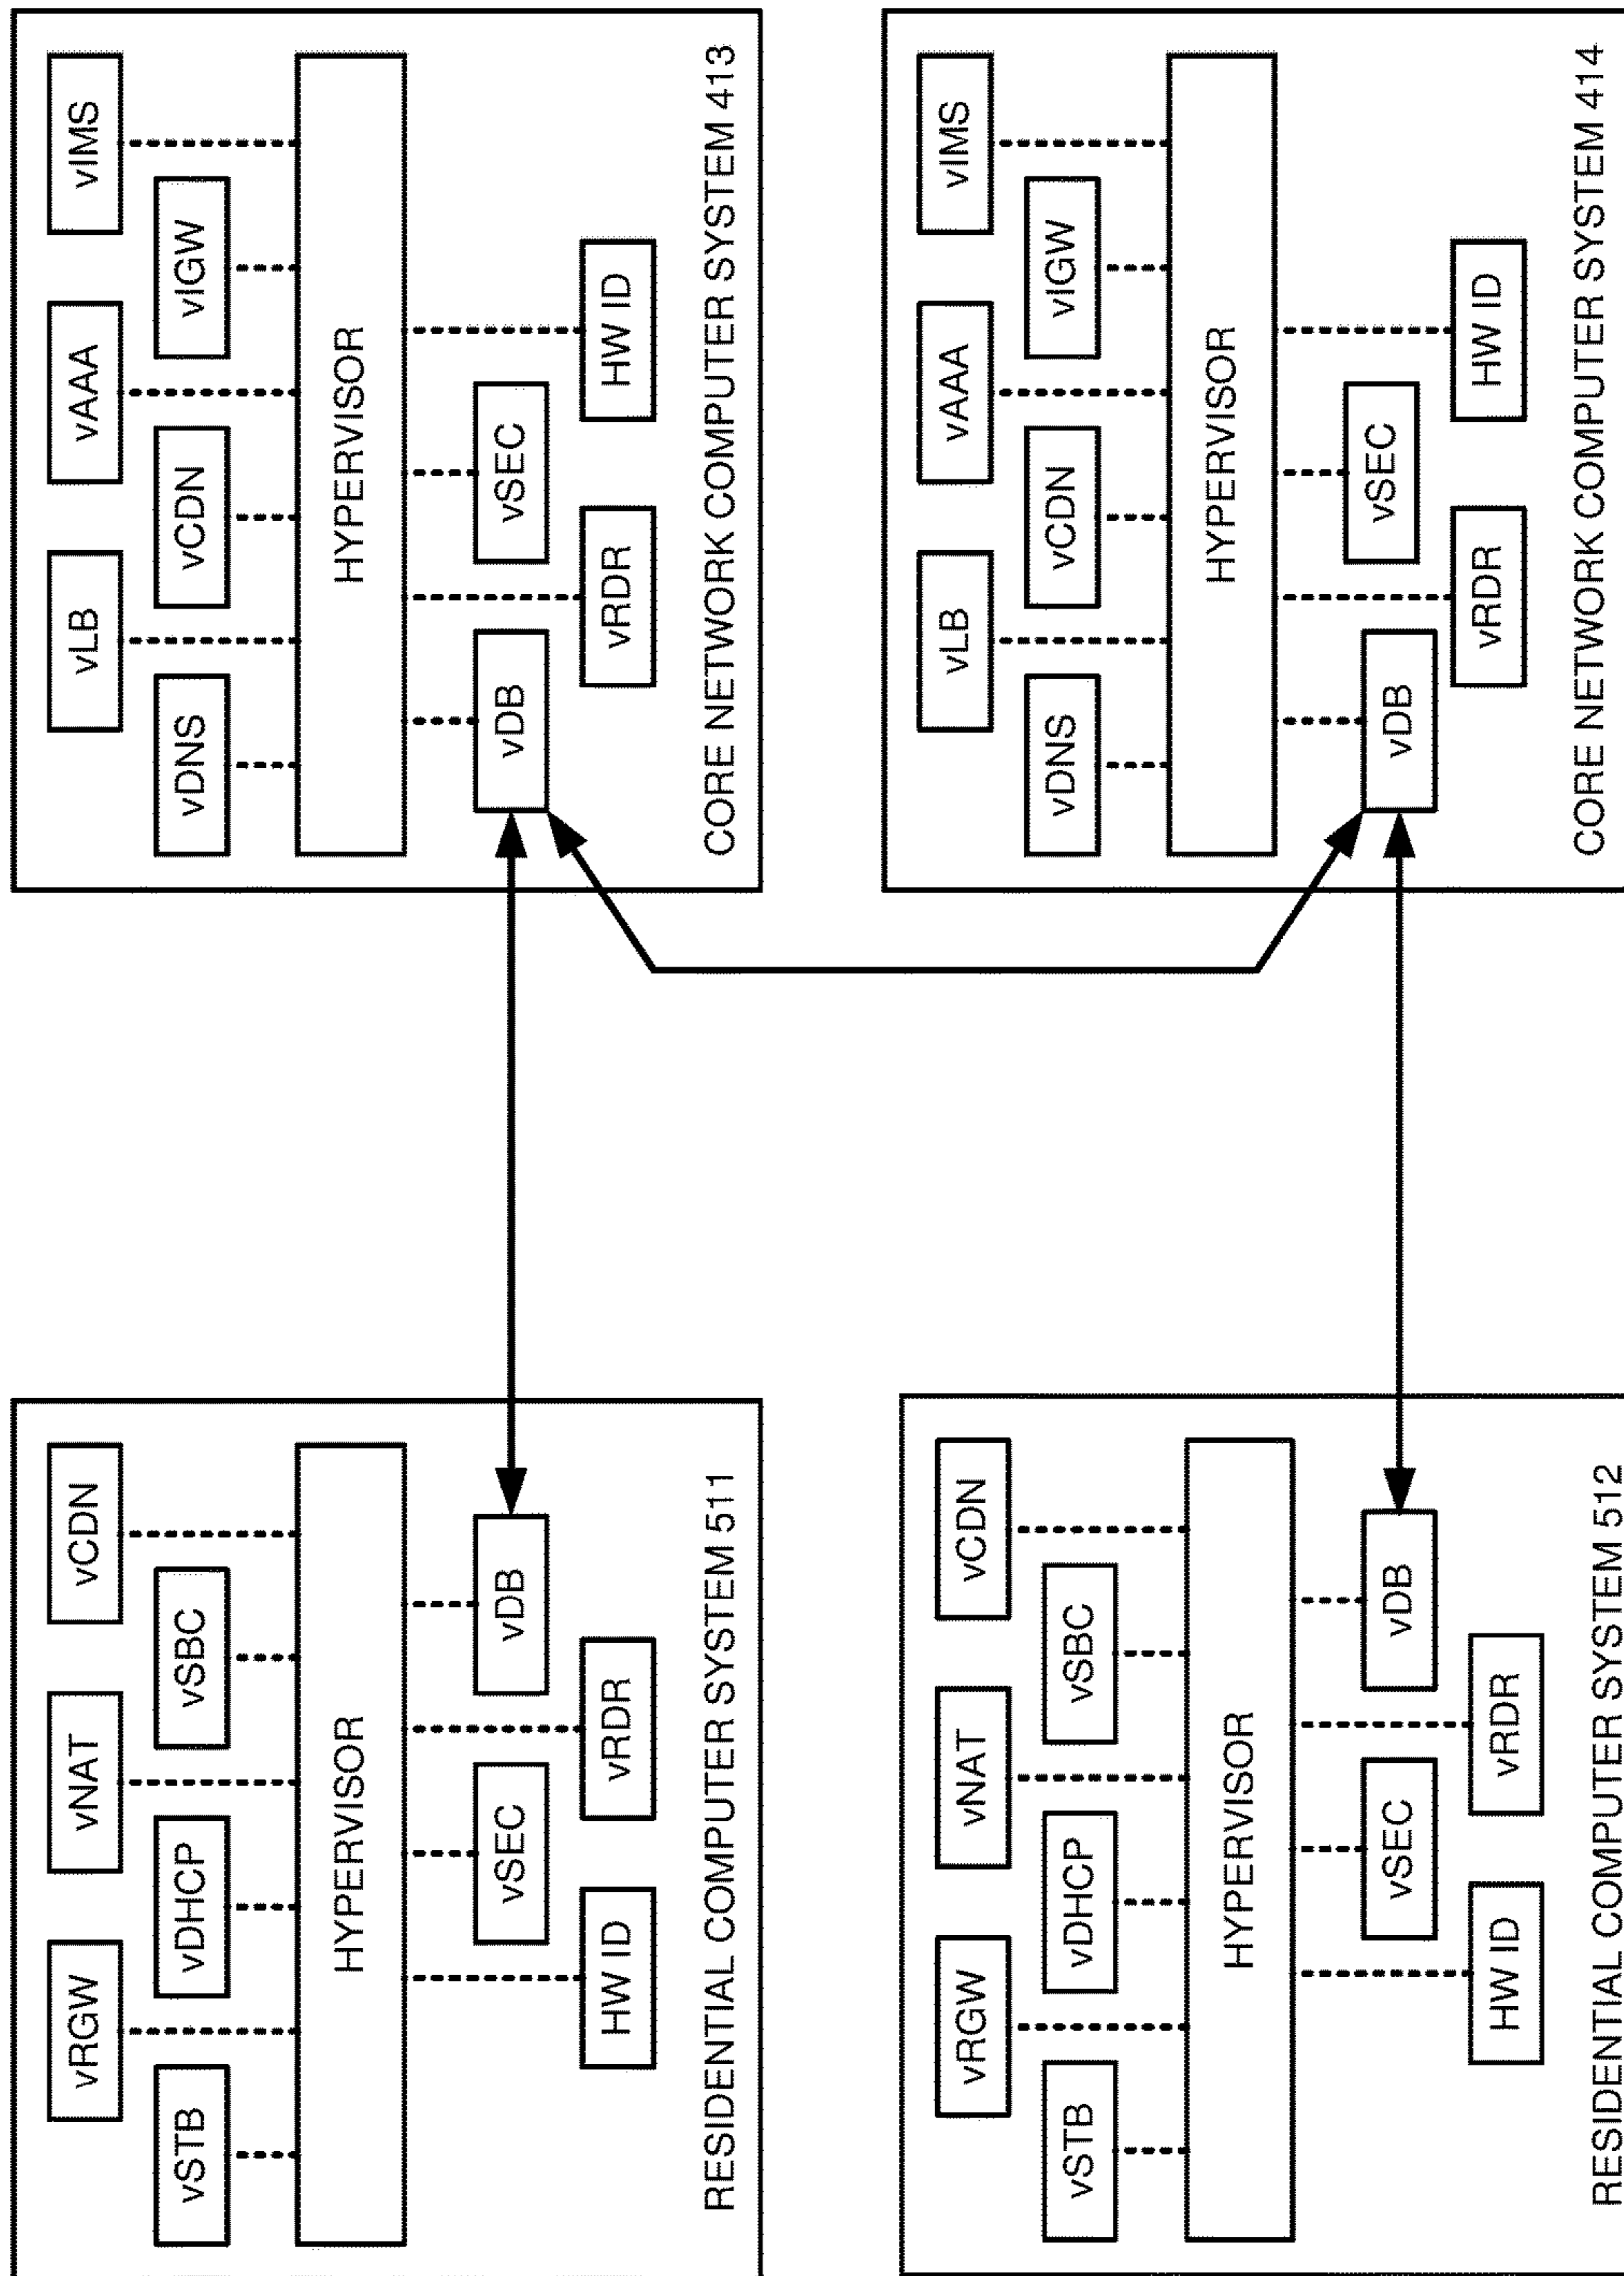 vCDN
vNAT
vRGW
vSBC
vDHCP
vSTB
HYPERVISOR
vDB
vSEC
vRDR
HW ID
RESIDENTIAL COMPUTER SYSTEM 511
vIMS
vAAA
vLB
vIGW
vCDN
vDNS
HYPERVISOR
vSEC
vDB
HW ID
vRDR
CORE NETWORK COMPUTER SYSTEM 413
vCDN
vNAT
vRGW
vSBC
vDHCP
vSTB
HYPERVISOR
vDB
vSEC
vRDR
HW ID
RESIDENTIAL COMPUTER SYSTEM 512
vIMS
vAAA
vLB
vIGW
vCDN
vDNS
HYPERVISOR
vSEC
vDB
HW ID
vRDR
CORE NETWORK COMPUTER SYSTEM 414